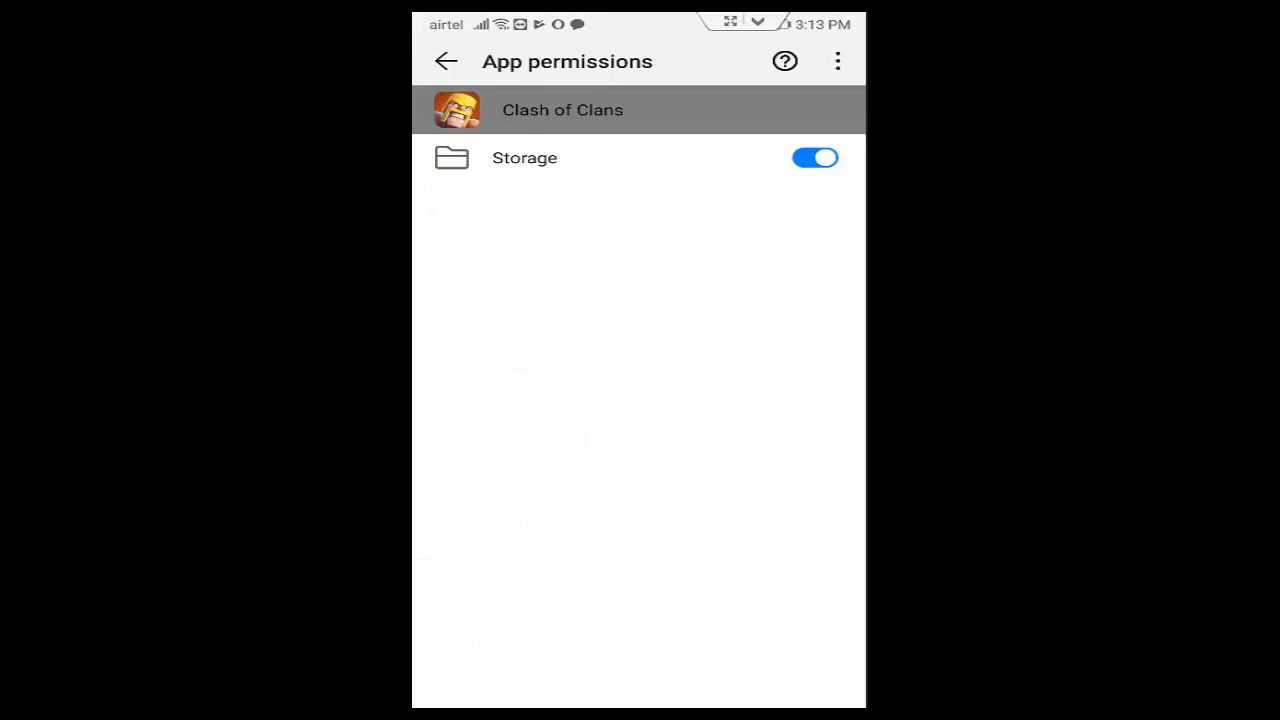 airtel 3:13 PM
App permissions
Clash of Clans
Storage